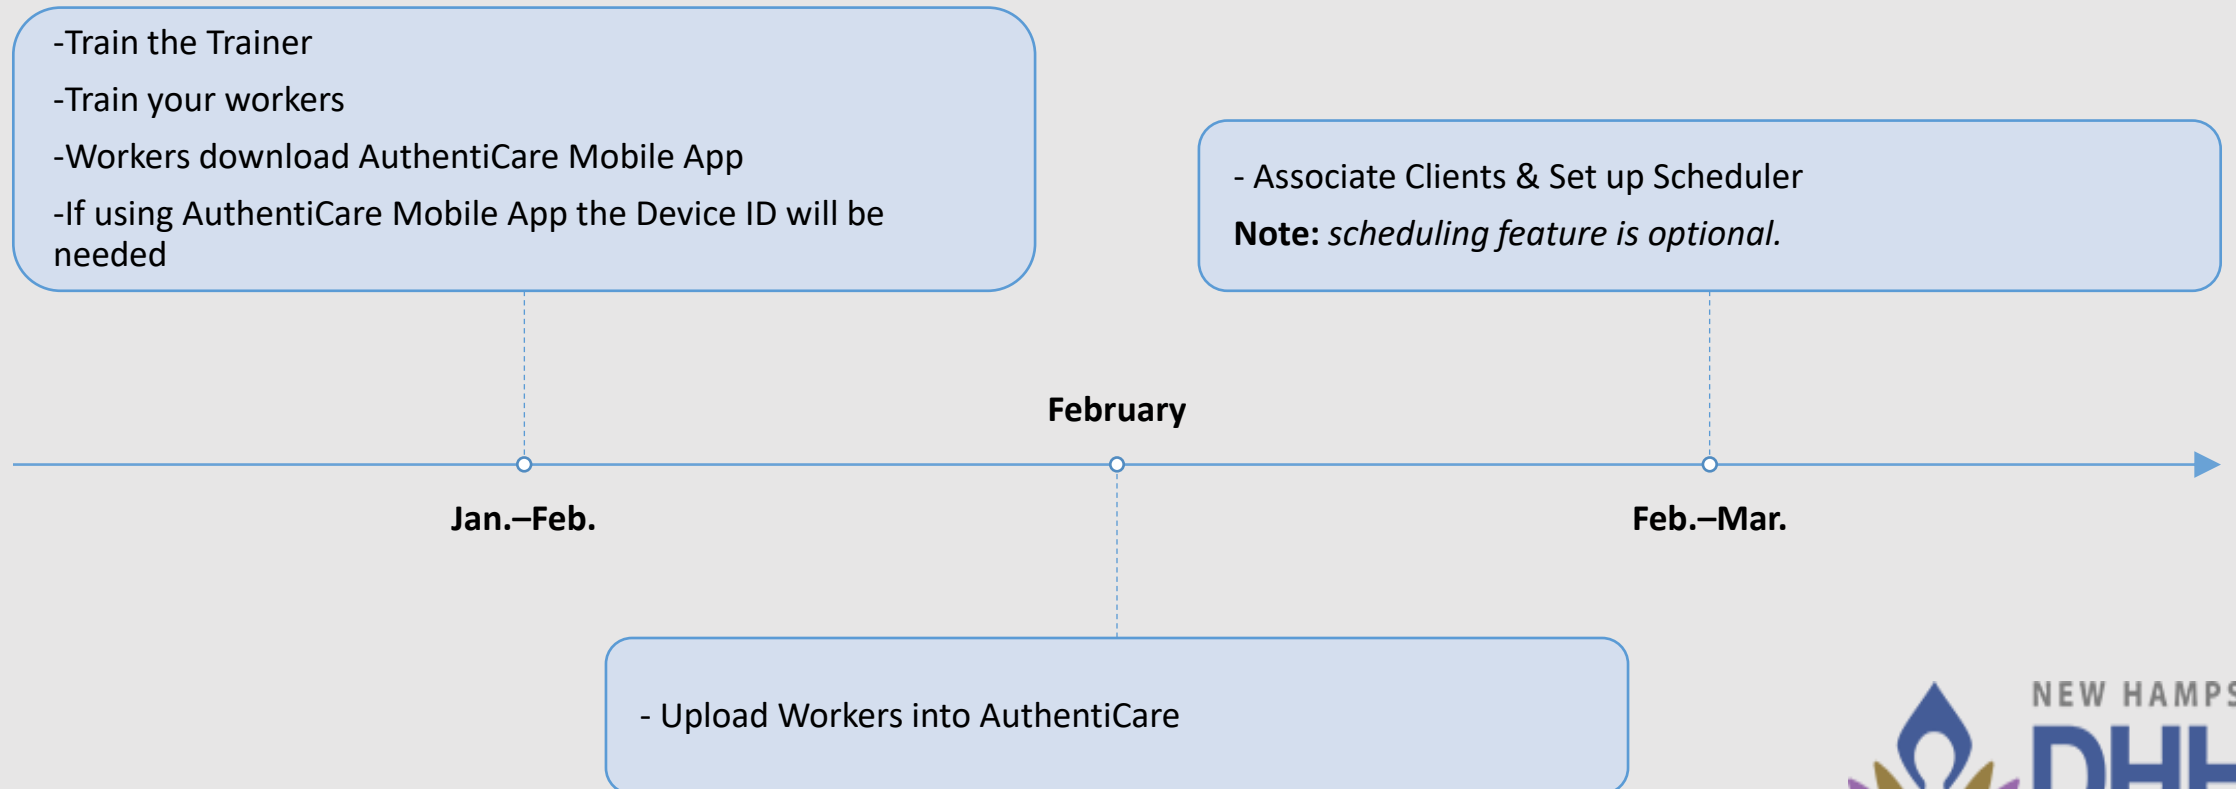 -Train the Trainer
-Train your workers
-Workers download AuthentiCare Mobile App
-If using AuthentiCare Mobile App the Device ID will be
needed
- Associate Clients & Set up Scheduler
Note: scheduling feature is optional.
February
Jan.–Feb.
Feb.–Mar.
- Upload Workers into AuthentiCare
NEW HAMPS
DHH